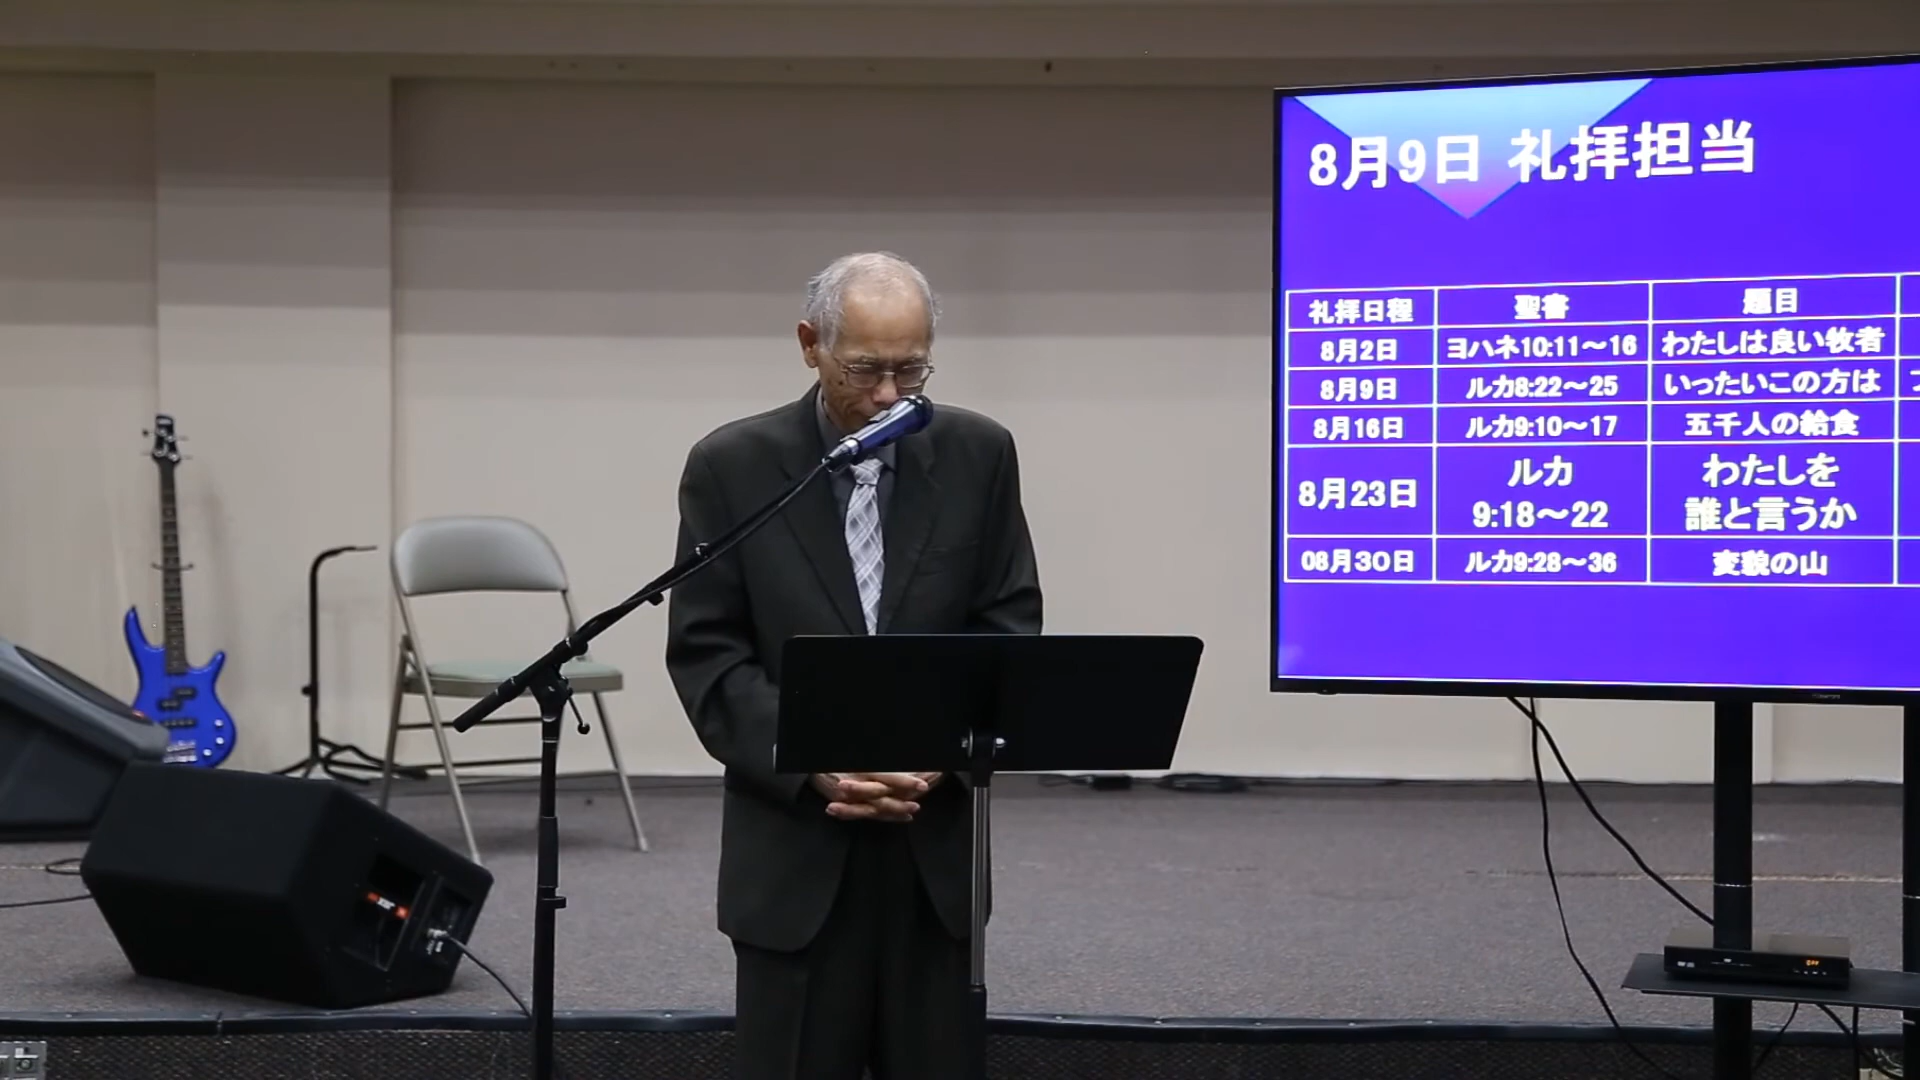 8月9日 礼拝担当
礼拝日程 聖書 題目
8月2日 ヨハネ10:11～16 わたしは良い牧者
8月9日 ルカ8:22～25 いったいこの方は
8月16日 ルカ9:10～17 五千人の給食
8月23日 ルカ 9:18～22 わたしを 誰と言うか
08月30日 ルカ9:28～36 変貌の山